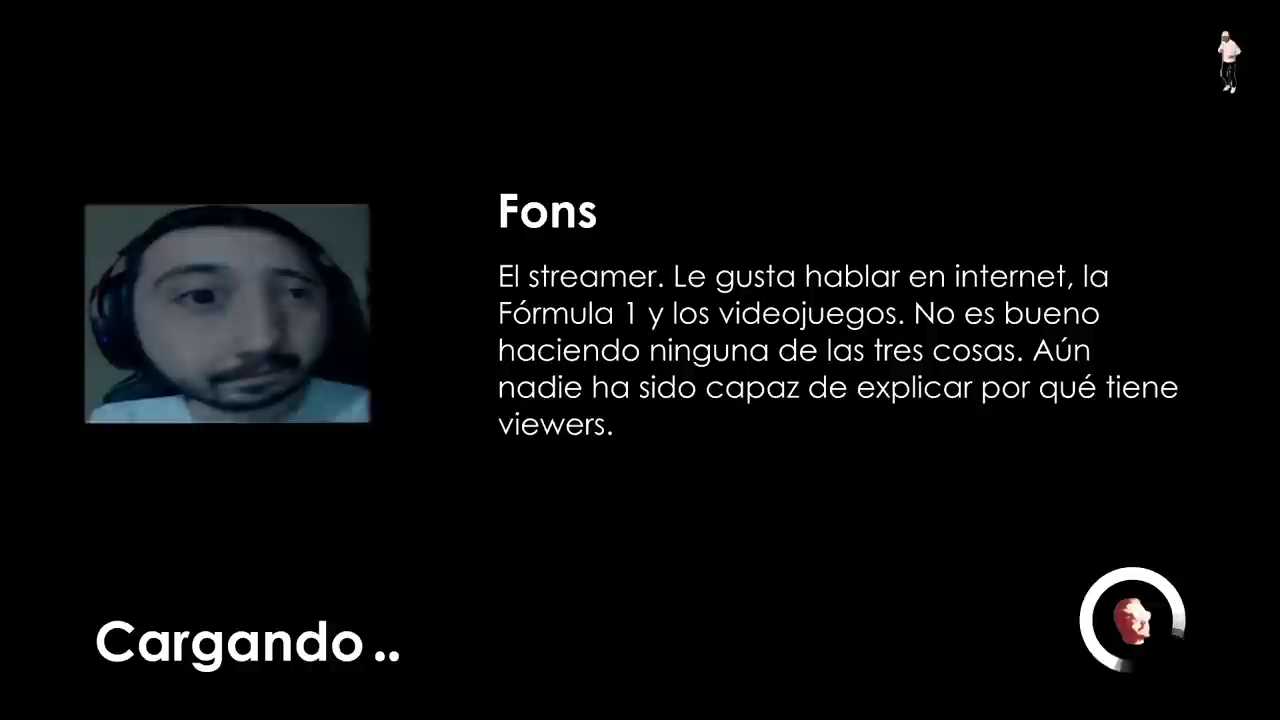 Fons
El streamer. Le gusta hablar en internet, la
Fórmula 1 y los videojuegos. No es bueno
haciendo ninguna de las tres cosas. Aún
nadie ha sido capaz de explicar por qué tiene
viewers.
Cargando..